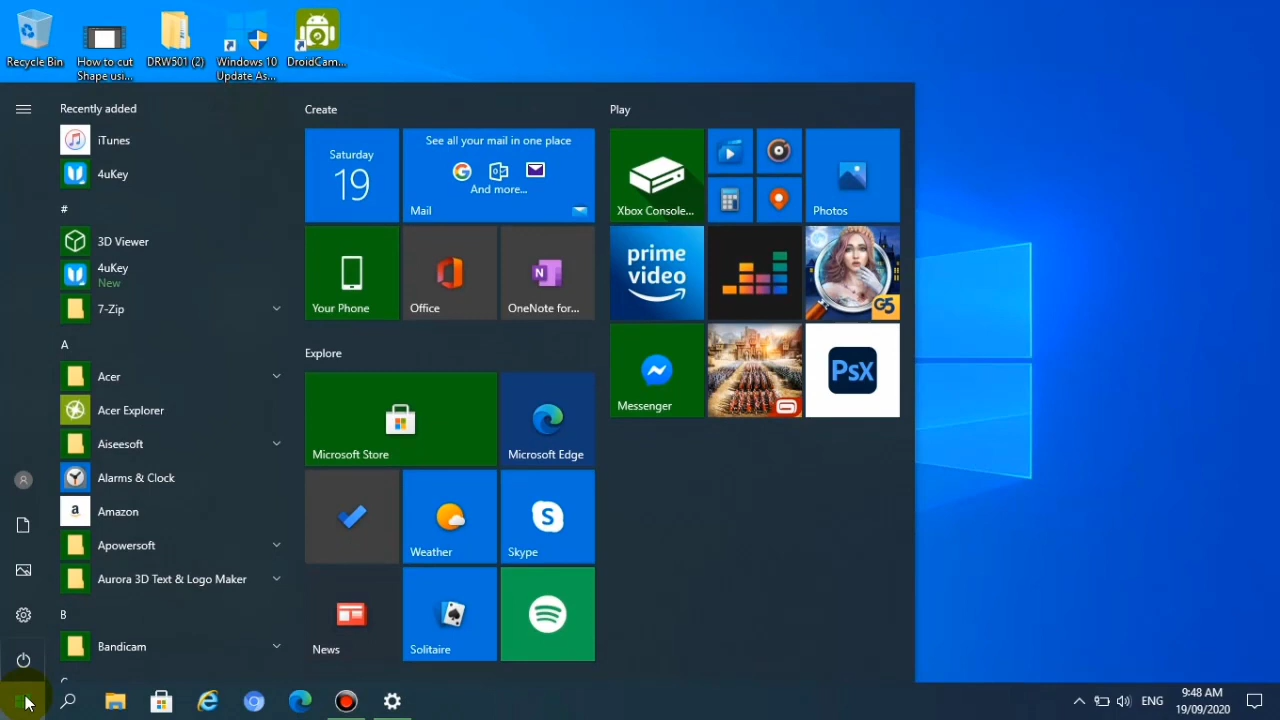 Recycle Bin
How to cut
Shape usi...
DRW501 (2)
Windows 10
Update As...
DroidCam...
Recently added
iTunes
4uKey
#
3D Viewer
4uKey
New
7-Zip
A
Acer
Acer Explorer
Aiseesoft
Alarms & Clock
Amazon
Apowersoft
Aurora 3D Text & Logo Maker
B
Bandicam
Create
Saturday
19
See all your mail in one place
And more...
Mail
Your Phone
Office
OneNote for...
Explore
Microsoft Store
Microsoft Edge
Weather
Skype
News
Solitaire
Play
Xbox Console...
Photos
prime
video
G5
Messenger
PsX
ENG
9:48 AM
19/09/2020